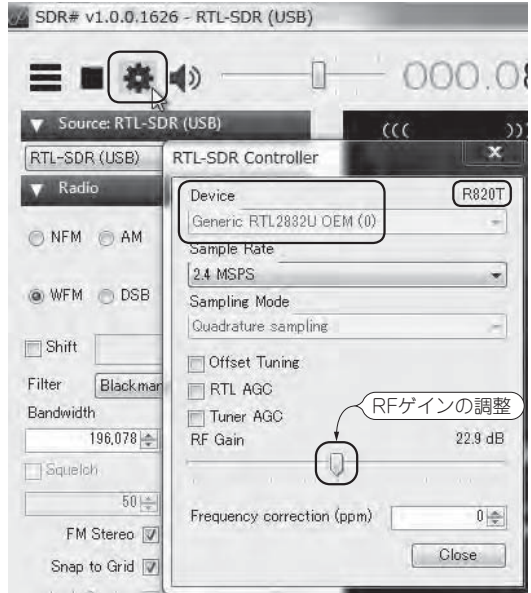 SDR# v1.0.0.1626 - RTL-SDR (USB)
000.0
Source: RTL-SDR (USB)
RTL-SDR (USB)
Radio
NFM AM
WFM DSB
Shift
Filter
Bandwidth
196,078
Squelch
50
FM Stereo
Snap to Grid
RTL-SDR Controller
Device R820T
Generic RTL2832U OEM (0)
Sample Rate
2.4 MSPS
Sampling Mode
Quadrature sampling
Offset Tuning
RTL AGC
Tuner AGC
RFゲインの調整
RF Gain 22.9 dB
Frequency correction (ppm) 0
Close